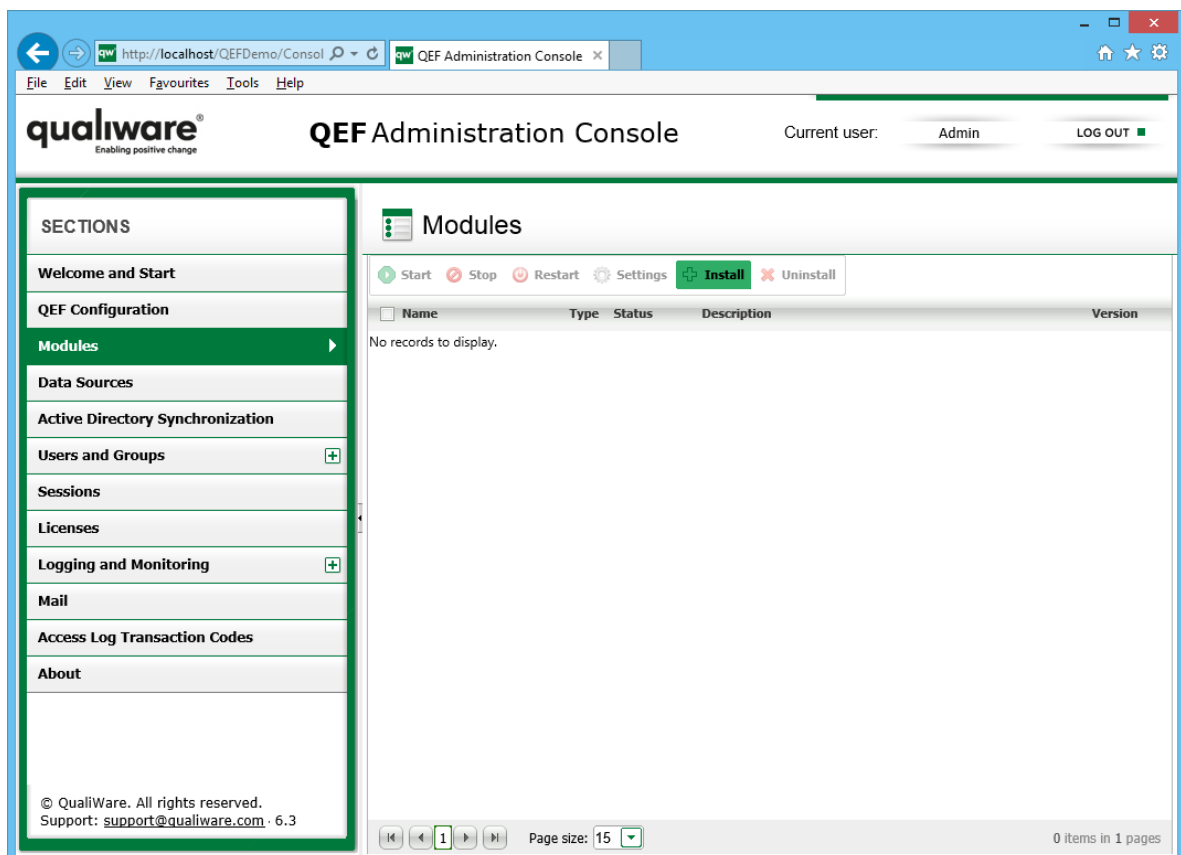 http://localhost/QEFDemo/Consol
QEF Administration Console
File Edit View Favourites Tools Help
qualiware®
Enabling positive change
QEF Administration Console
Current user: Admin
LOG OUT
SECTIONS
Welcome and Start
QEF Configuration
Modules
Data Sources
Active Directory Synchronization
Users and Groups
Sessions
Licenses
Logging and Monitoring
Mail
Access Log Transaction Codes
About
© QualiWare. All rights reserved.
Support: support@qualiware.com · 6.3
Modules
Start Stop Restart Settings Install Uninstall
Name Type Status Description Version
No records to display.
1 Page size: 15 0 items in 1 pages